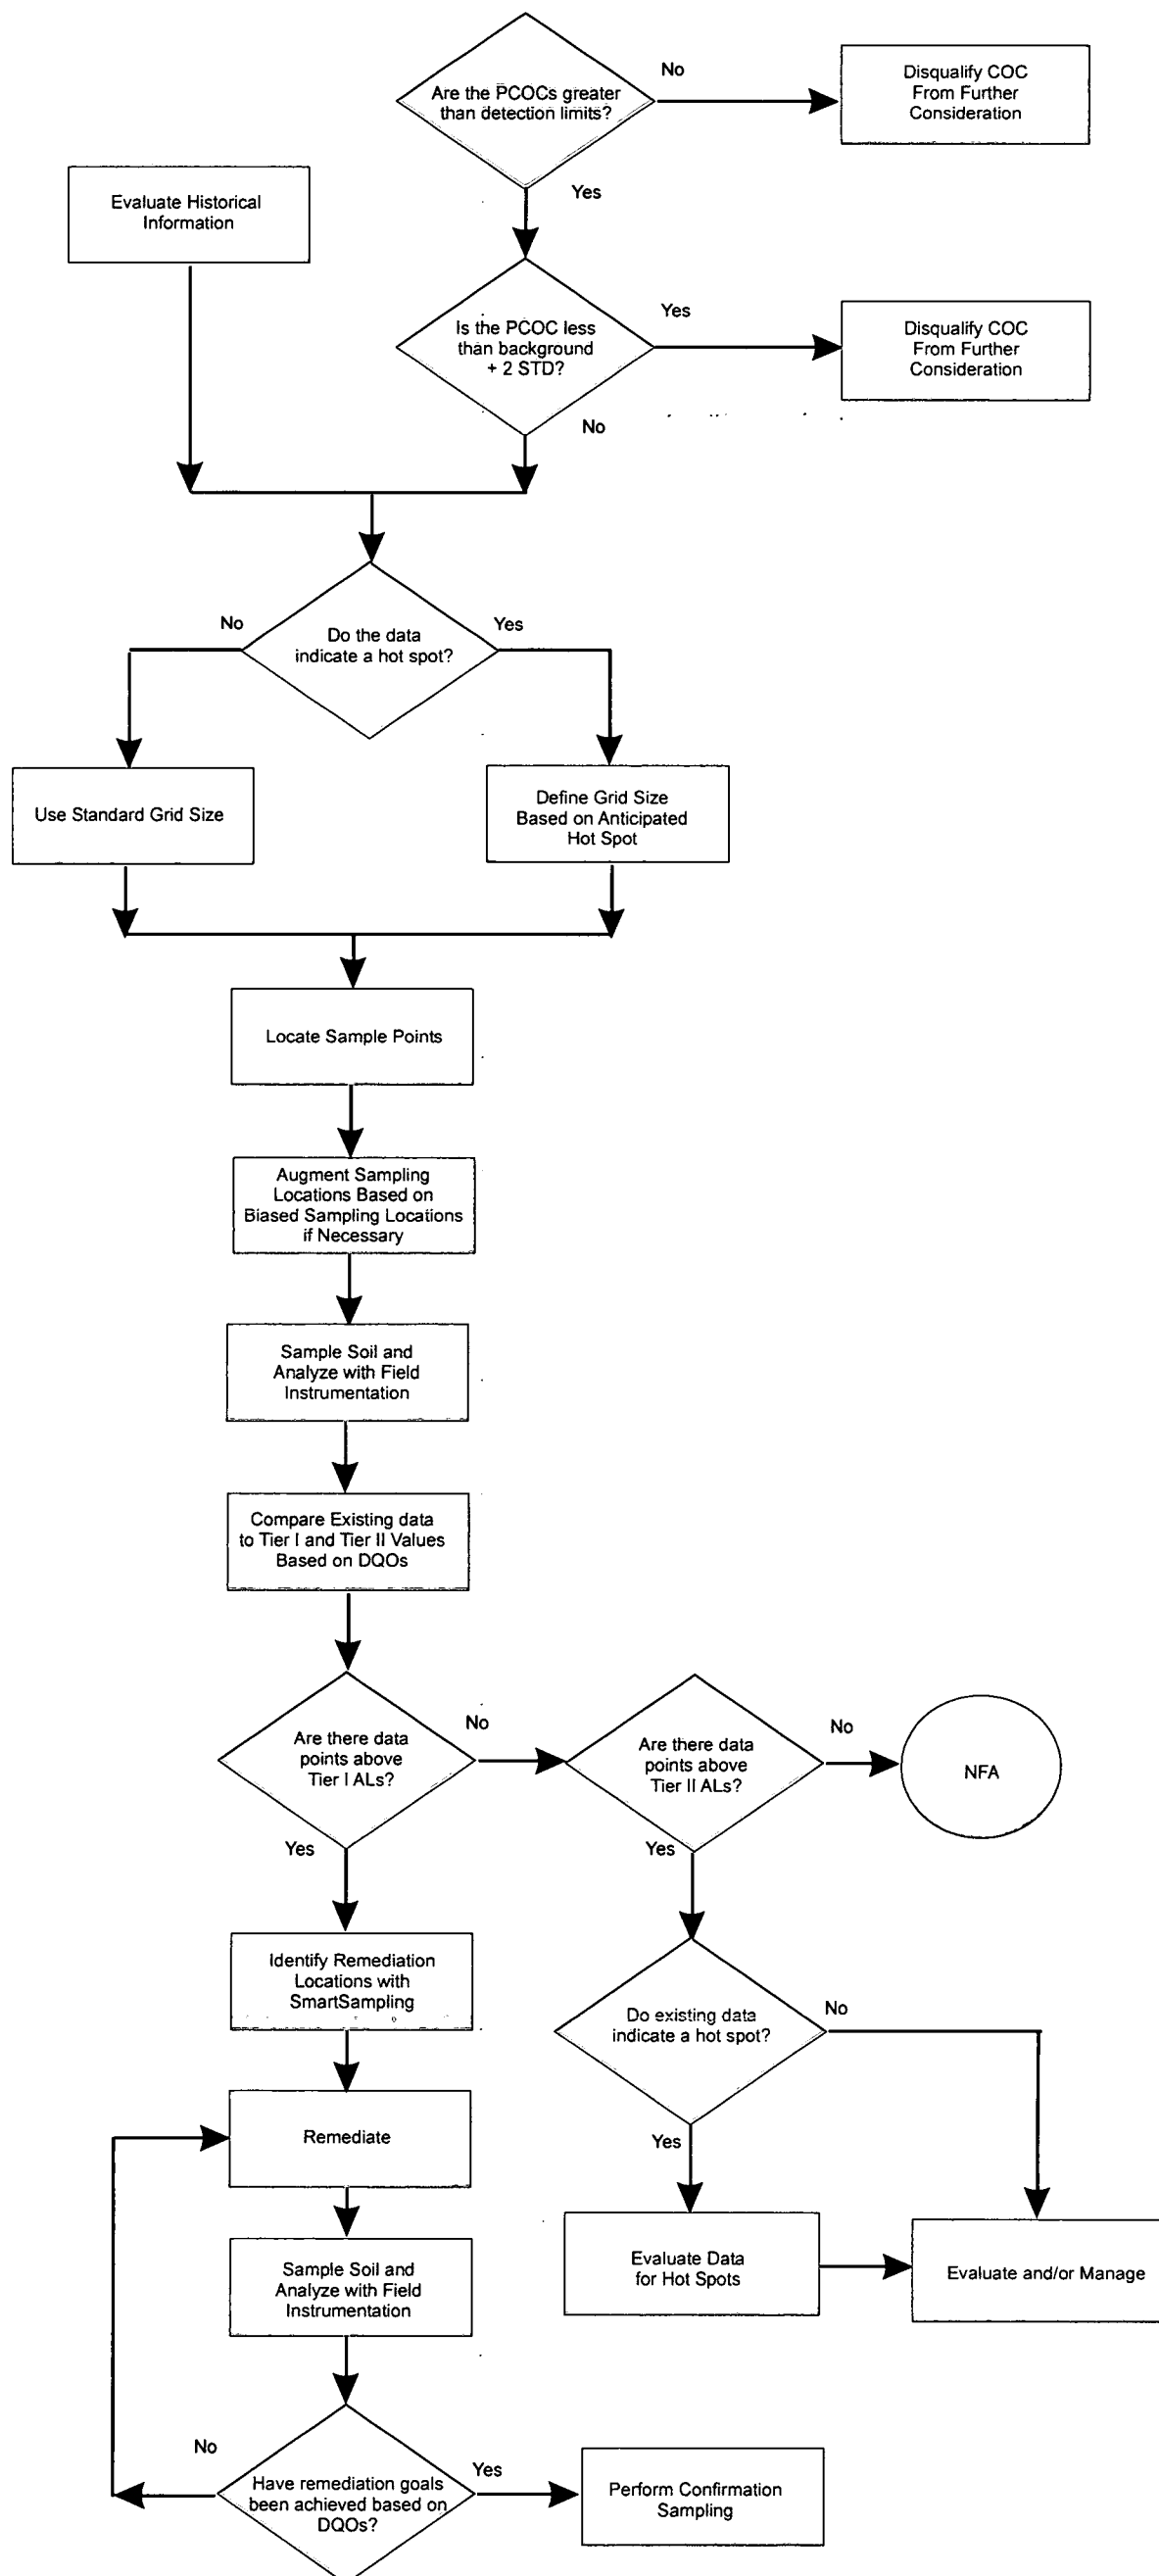 Are the PCOCs greater
than detection limits?
No
Disqualify COC
From Further
Consideration
Yes
Evaluate Historical
Information
Is the PCOC less
than background
+ 2 STD?
Yes
Disqualify COC
From Further
Consideration
No
Do the data
indicate a hot spot?
No
Yes
Use Standard Grid Size
Define Grid Size
Based on Anticipated
Hot Spot
Locate Sample Points
Augment Sampling
Locations Based on
Biased Sampling Locations
if Necessary
Sample Soil and
Analyze with Field
Instrumentation
Compare Existing data
to Tier I and Tier II Values
Based on DQOs
Are there data
points above
Tier I ALs?
No
Are there data
points above
Tier II ALs?
No
NFA
Yes
Yes
Identify Remediation
Locations with
SmartSampling
Do existing data
indicate a hot spot?
No
Remediate
Yes
Sample Soil and
Analyze with Field
Instrumentation
Evaluate Data
for Hot Spots
Evaluate and/or Manage
No
Have remediation goals
been achieved based on
DQOs?
Yes
Perform Confirmation
Sampling